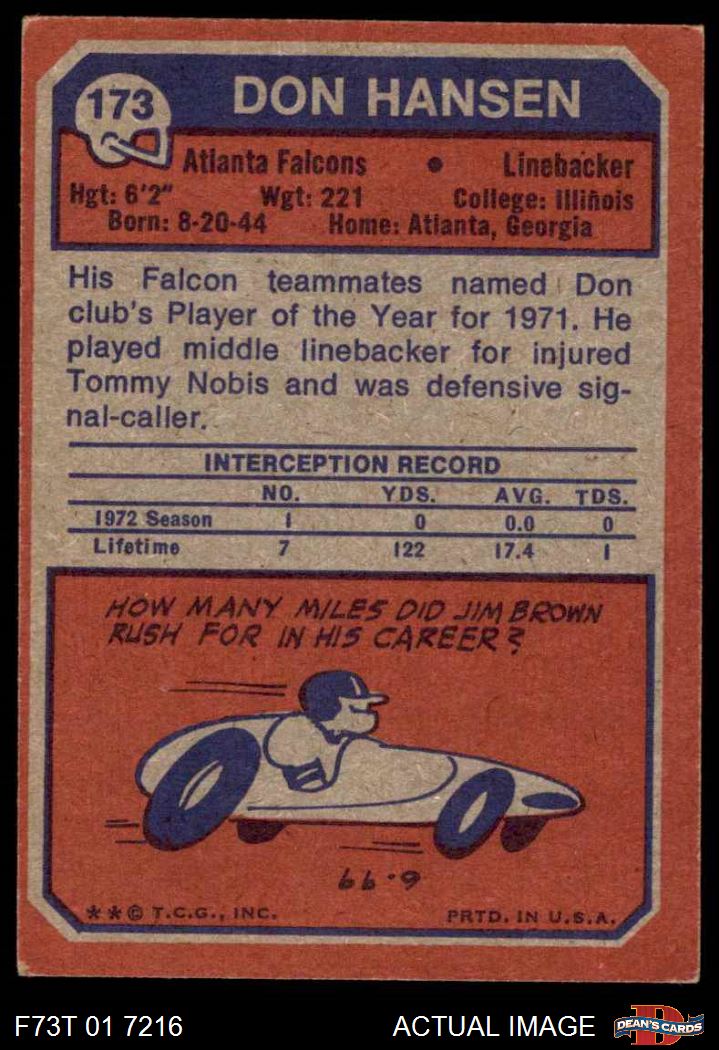 173
DON HANSEN
Atlanta Falcons • Linebacker
Hgt: 6'2" Wgt: 221 College: Illinois
Born: 8-20-44 Home: Atlanta, Georgia
His Falcon teammates named Don
club's Player of the Year for 1971. He
played middle linebacker for injured
Tommy Nobis and was defensive sig-
nal-caller.
INTERCEPTION RECORD
NO. YDS. AVG. TDS.
1972 Season 1 0 0.0 0
Lifetime 7 122 17.4 1
HOW MANY MILES DID JIM BROWN
RUSH FOR IN HIS CAREER?
6.99
**© T.C.G., INC. PRTD. IN U.S.A.
F73T 01 7216 ACTUAL IMAGE DEAN'S CARDS